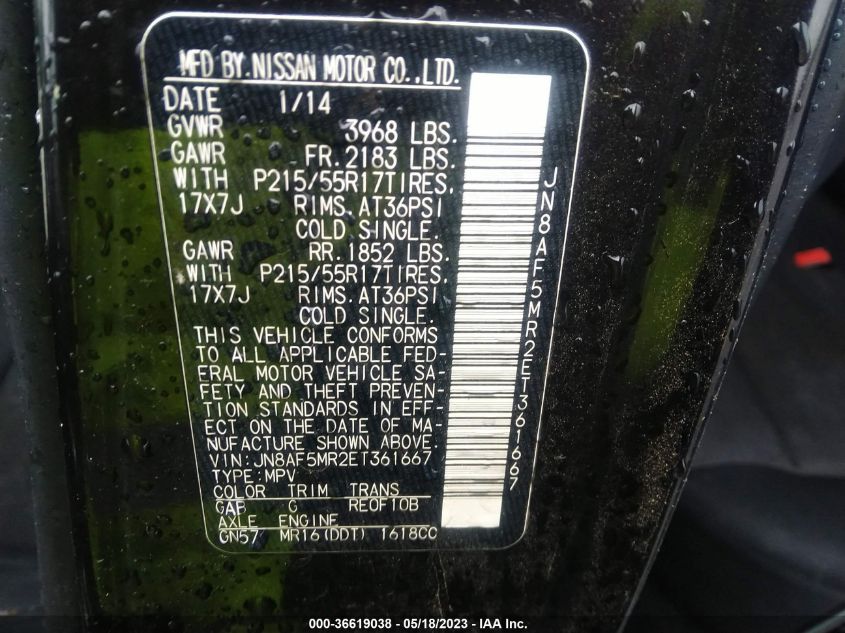 MFD BY.NISSAN MOTOR CO.,LTD.
DATE 1/14
GVWR 3968 LBS.
GAWR FR.2183 LBS.
WITH P215/55R17TIRES,
17X7J RIMS.AT36PSI
COLD SINGLE.
GAWR RR.1852 LBS.
WITH P215/55R17TIRES,
17X7J RIMS.AT36PSI
COLD SINGLE.
THIS VEHICLE CONFORMS
TO ALL APPLICABLE FED-
ERAL MOTOR VEHICLE SA-
FETY AND THEFT PREVEN-
TION STANDARDS IN EFF-
ECT ON THE DATE OF MA-
NUFACTURE SHOWN ABOVE.
VIN:JN8AF5MR2ET361667
TYPE:MPV
COLOR TRIM TRANS
GAB G RE0F10B
AXLE ENGINE
GN57 MR16(DDT) 1618CC
JN8AF5MR2ET361667
000-36619038 - 05/18/2023 - IAA Inc.